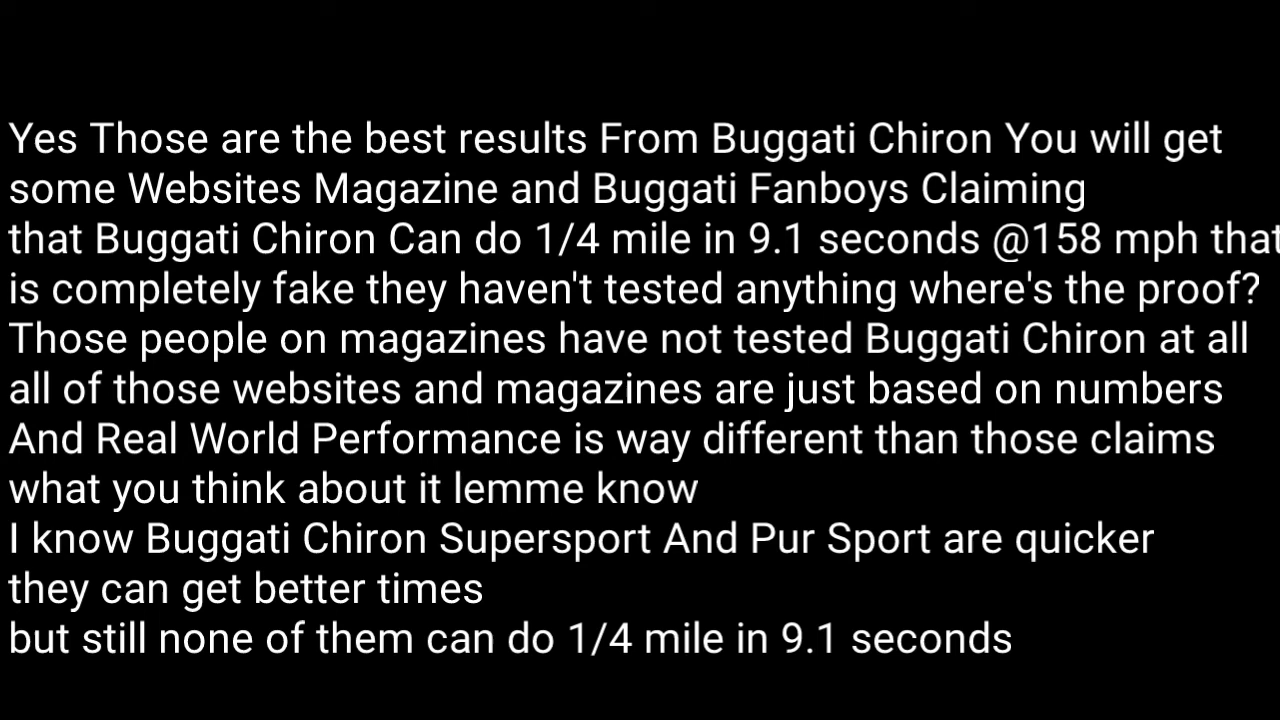 Yes Those are the best results From Buggati Chiron You will get
some Websites Magazine and Buggati Fanboys Claiming
that Buggati Chiron Can do 1/4 mile in 9.1 seconds @158 mph that
is completely fake they haven't tested anything where's the proof?
Those people on magazines have not tested Buggati Chiron at all
all of those websites and magazines are just based on numbers
And Real World Performance is way different than those claims
what you think about it lemme know
I know Buggati Chiron Supersport And Pur Sport are quicker
they can get better times
but still none of them can do 1/4 mile in 9.1 seconds